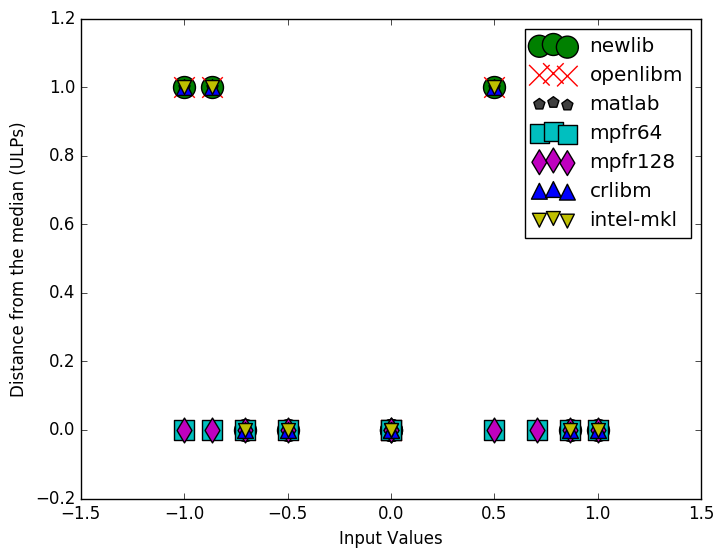 1.2
1.0
0.8
0.6
0.4
0.2
0.0
−0.2
Distance from the median (ULPs)
newlib
openlibm
matlab
mpfr64
mpfr128
crlibm
intel-mkl
−1.5 −1.0 −0.5 0.0 0.5 1.0 1.5
Input Values